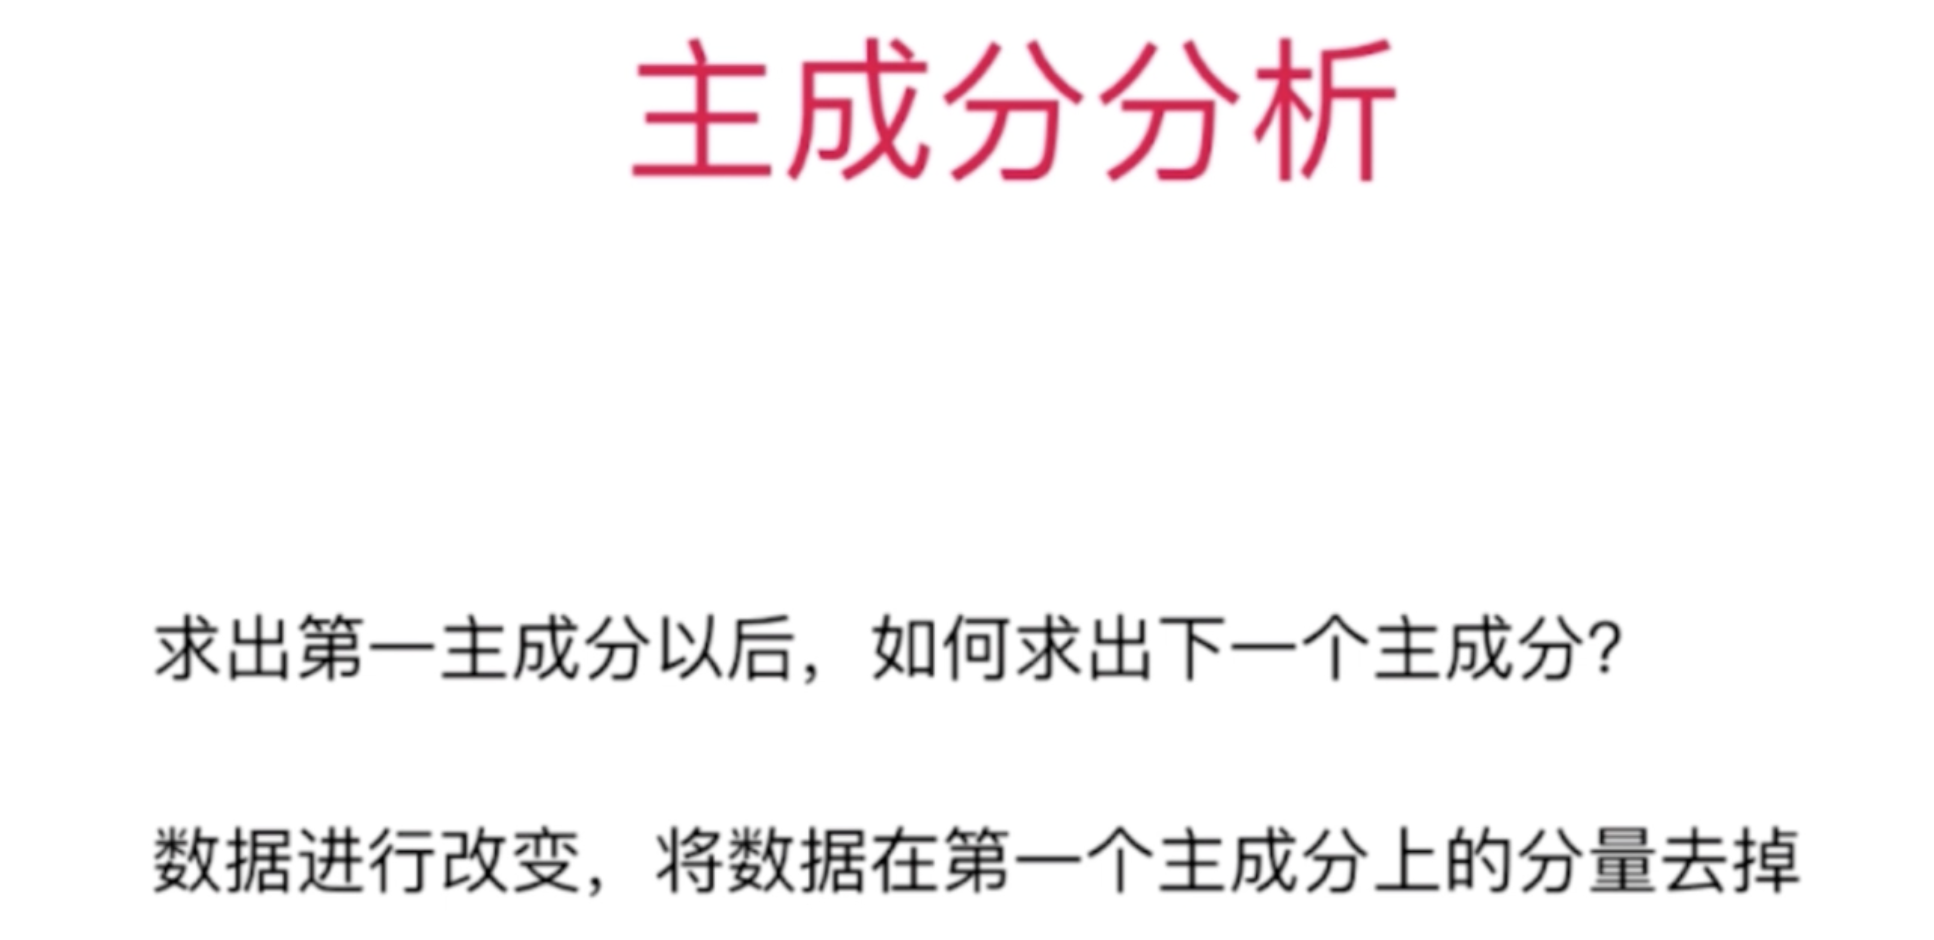 主成分分析
求出第一主成分以后，如何求出下一个主成分？
数据进行改变，将数据在第一个主成分上的分量去掉